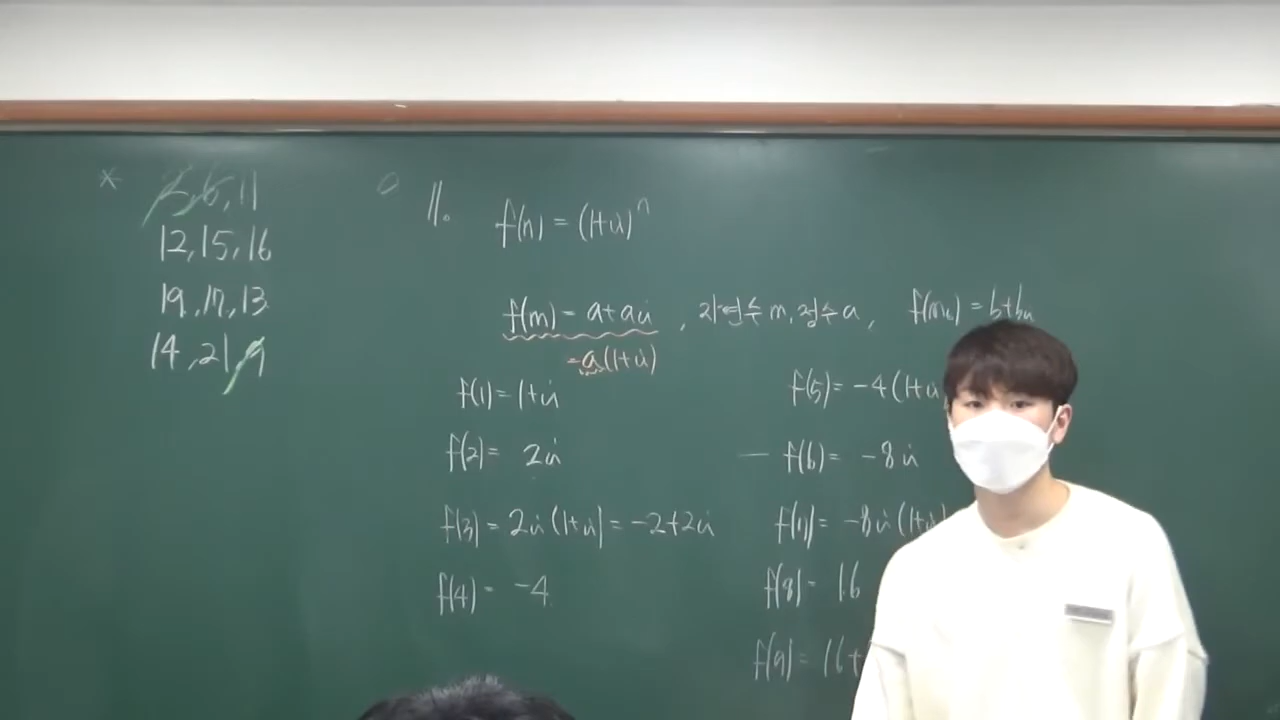 * 5, 6, 11
12, 15, 16
19, 17, 13
14, 21, 9
11. f(n) = (1+i)ⁿ
f(m) = a+ai , 자연수 m, 정수 a, f(m₂) = b+bi
= a(1+i)
f(1) = 1+i
f(2) = 2i
f(3) = 2i(1+i) = -2+2i
f(4) = -4
f(5) = -4(1+i
f(6) = -8i
f(7) = -8i(1+i)
f(8) = 16
f(9) = 16+